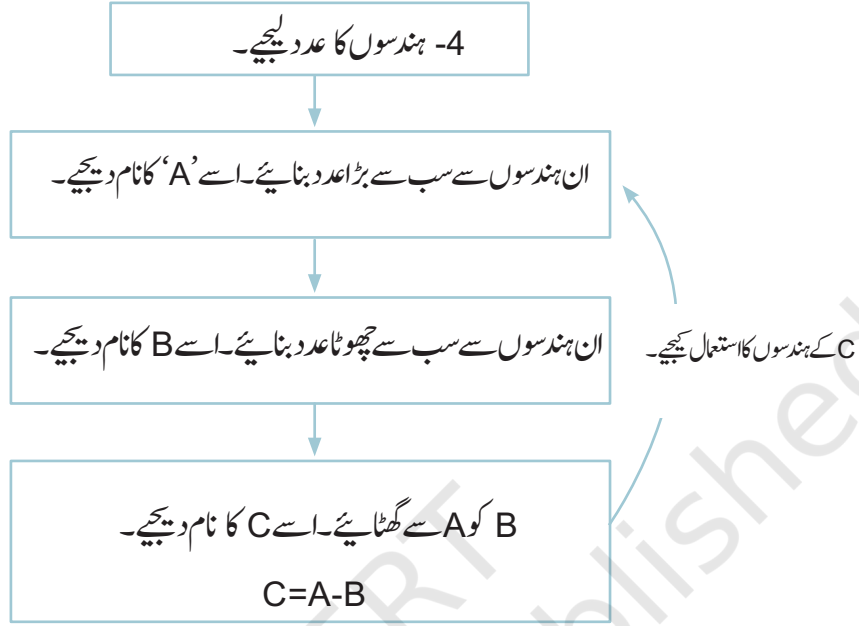 4- ہندسوں کا عدد لیجیے۔
ان ہندسوں سے سب سے بڑا عدد بنایئے۔ اسے ’A‘ کا نام دیجیے۔
ان ہندسوں سے سب سے چھوٹا عدد بنایئے۔ اسے B کا نام دیجیے۔
C کے ہندسوں کا استعمال کیجیے۔
B کو A سے گھٹایئے۔ اسے C کا نام دیجیے۔
C=A-B